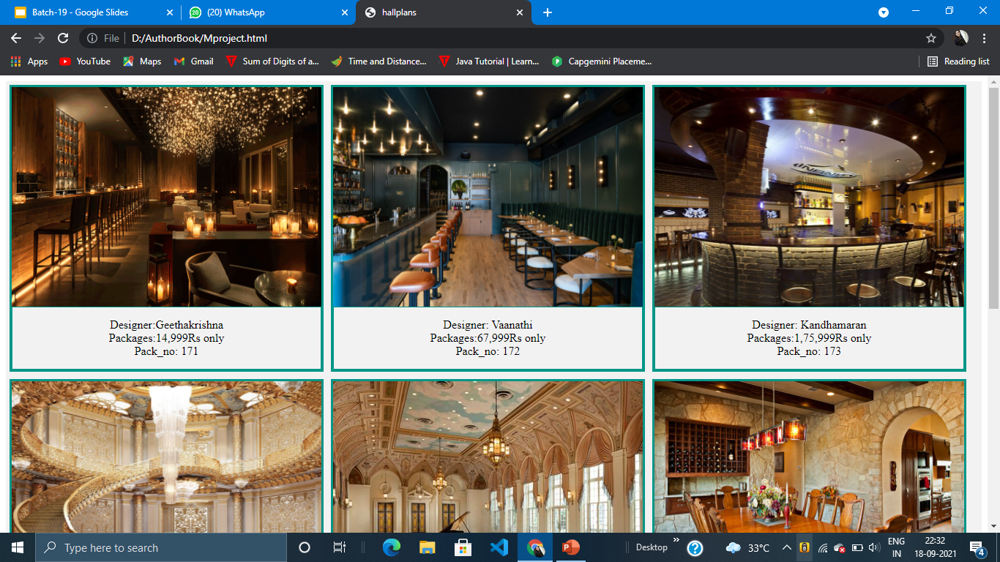 Batch-19 - Google Slides
20
(20) WhatsApp
hallplans
File
D:/AuthorBook/Mproject.html
Apps
YouTube
Maps
Gmail
Sum of Digits of a...
Time and Distance...
Java Tutorial | Learn...
Capgemini Placeme...
Reading list
Designer:Geethakrishna
Packages:14,999Rs only
Pack_no: 171
Designer: Vaanathi
Packages:67,999Rs only
Pack_no: 172
Designer: Kandhamaran
Packages:1,75,999Rs only
Pack_no: 173
Type here to search
Desktop
33°C
ENG
IN
22:32
18-09-2021
4